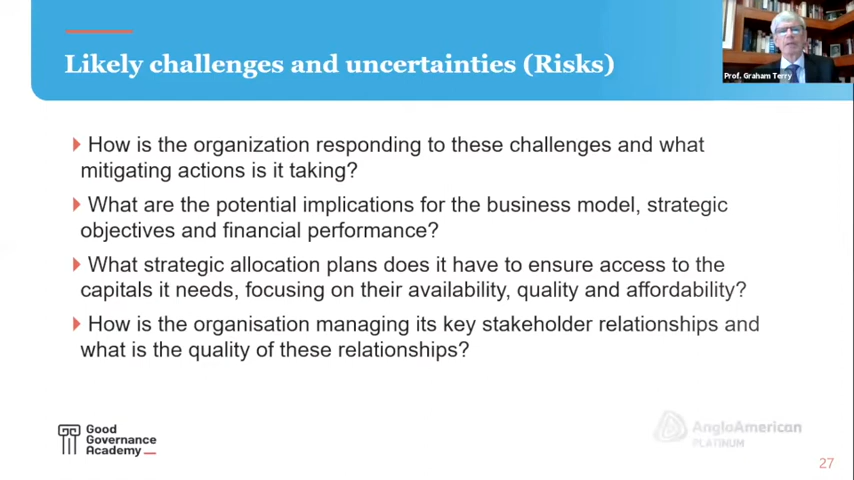 Likely challenges and uncertainties (Risks)
Prof. Graham Terry
How is the organization responding to these challenges and what
mitigating actions is it taking?
What are the potential implications for the business model, strategic
objectives and financial performance?
What strategic allocation plans does it have to ensure access to the
capitals it needs, focusing on their availability, quality and affordability?
How is the organisation managing its key stakeholder relationships and
what is the quality of these relationships?
Good
Governance
Academy
AngloAmerican
PLATINUM
27